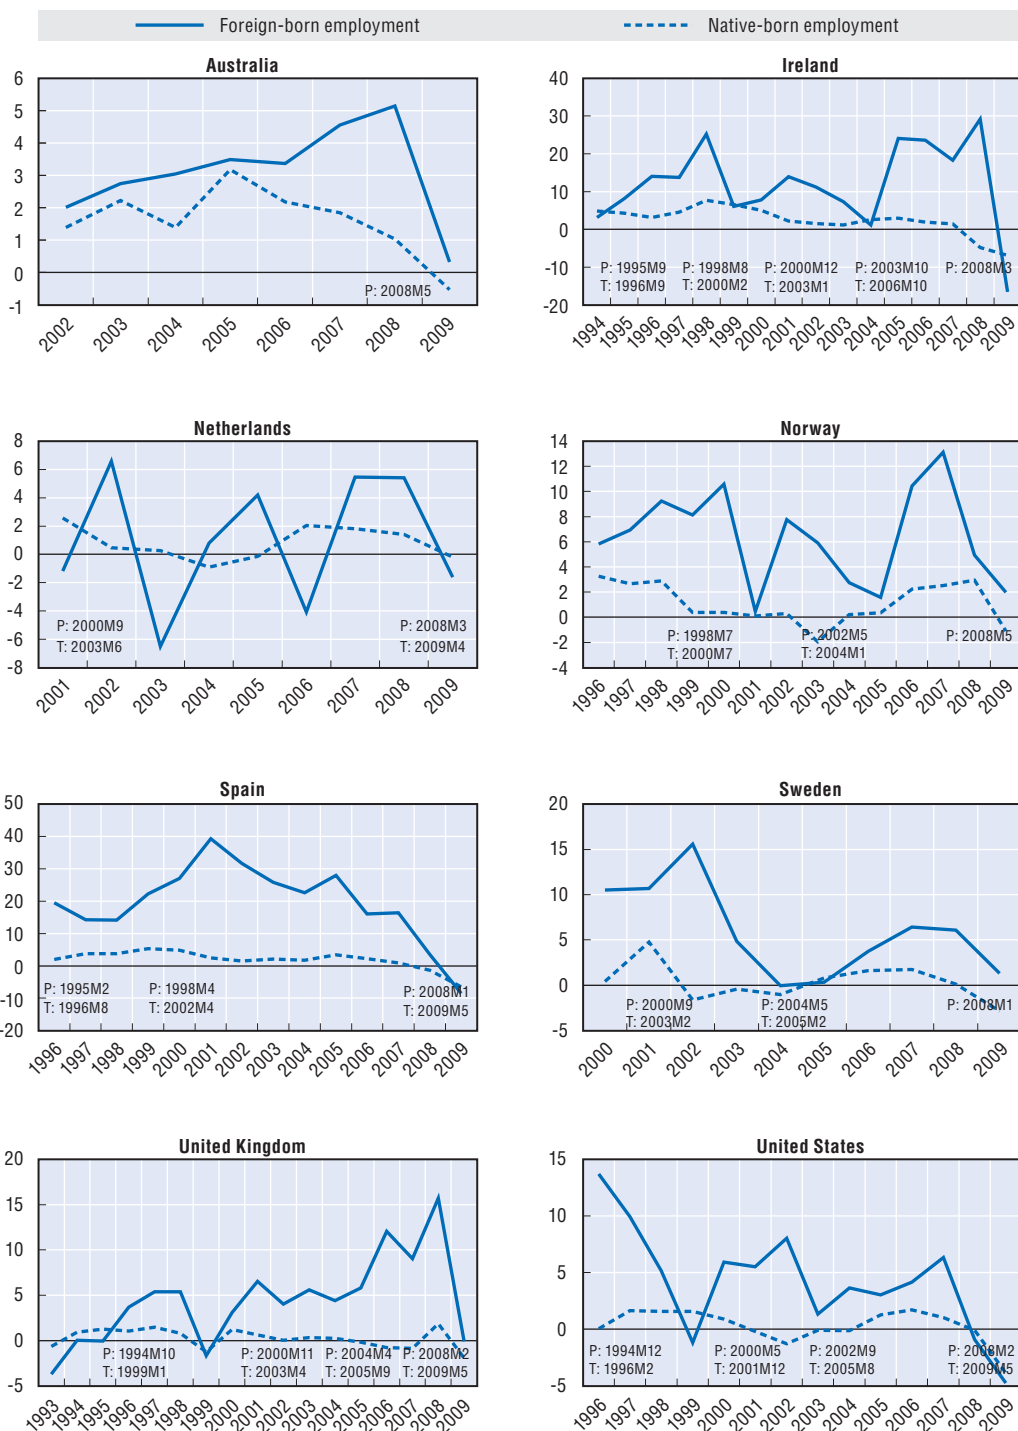 Foreign-born employment
Native-born employment
Australia
6
5
4
3
2
1
0
-1
P: 2008M5
2002
2003
2004
2005
2006
2007
2008
2009
Ireland
40
30
20
10
0
-10
-20
P: 1995M9
T: 1996M9
P: 1998M8
T: 2000M2
P: 2000M12
T: 2003M1
P: 2003M10
T: 2006M10
P: 2008M3
1994
1995
1996
1997
1998
1999
2000
2001
2002
2003
2004
2005
2006
2007
2008
2009
Netherlands
8
6
4
2
0
-2
-4
-6
-8
P: 2000M9
T: 2003M6
P: 2008M3
T: 2009M4
2001
2002
2003
2004
2005
2006
2007
2008
2009
Norway
14
12
10
8
6
4
2
0
-2
-4
P: 1998M7
T: 2000M7
P: 2002M5
T: 2004M1
P: 2008M5
1996
1997
1998
1999
2000
2001
2002
2003
2004
2005
2006
2007
2008
2009
Spain
50
40
30
20
10
0
-10
-20
P: 1995M2
T: 1996M8
P: 1998M4
T: 2002M4
P: 2008M1
T: 2009M5
1996
1997
1998
1999
2000
2001
2002
2003
2004
2005
2006
2007
2008
2009
Sweden
20
15
10
5
0
-5
P: 2000M9
T: 2003M2
P: 2004M5
T: 2005M2
P: 2008M1
2000
2001
2002
2003
2004
2005
2006
2007
2008
2009
United Kingdom
20
15
10
5
0
-5
P: 1994M10
T: 1999M1
P: 2000M11
T: 2003M4
P: 2004M4
T: 2005M9
P: 2008M2
T: 2009M5
1993
1994
1995
1996
1997
1998
1999
2000
2001
2002
2003
2004
2005
2006
2007
2008
2009
United States
15
10
5
0
-5
P: 1994M12
T: 1996M2
P: 2000M5
T: 2001M12
P: 2002M9
T: 2005M8
P: 2008M2
T: 2009M5
1996
1997
1998
1999
2000
2001
2002
2003
2004
2005
2006
2007
2008
2009